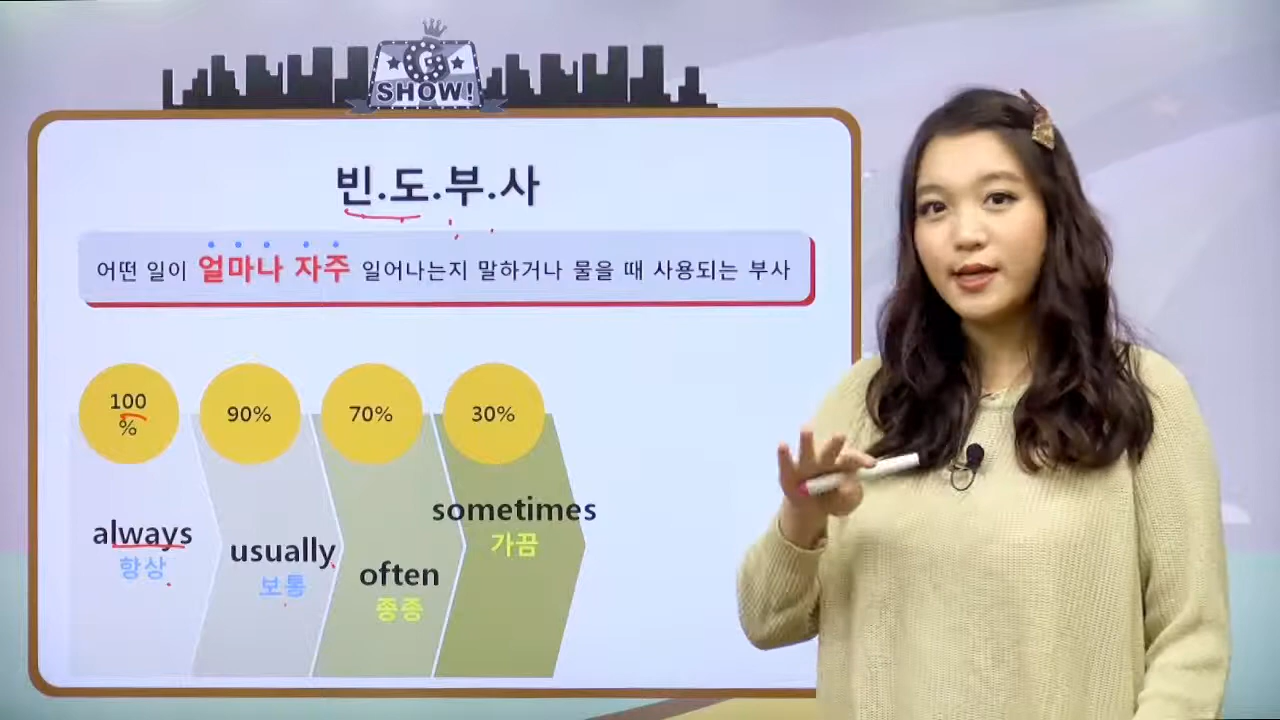 G
SHOW!
빈.도.부.사
어떤 일이 얼마나 자주 일어나는지 말하거나 물을 때 사용되는 부사
100
%
90%
70%
30%
always
항상
usually
보통
often
종종
sometimes
가끔